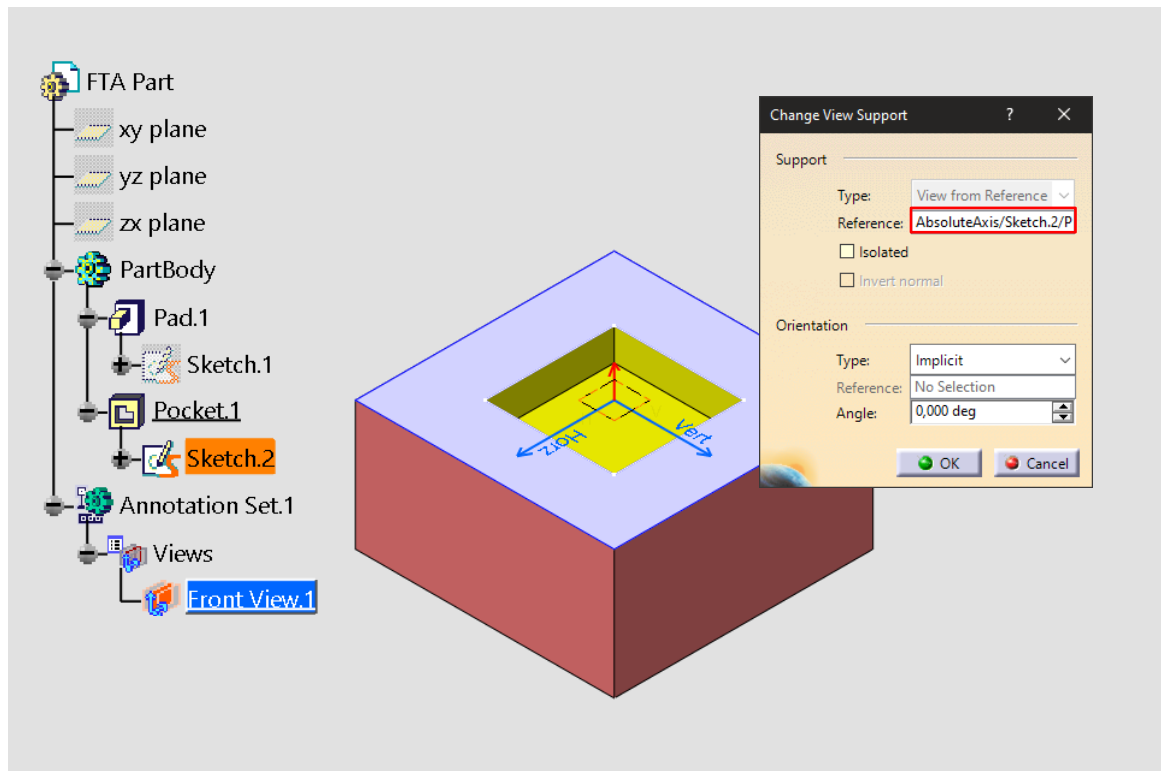 FTA Part
xy plane
yz plane
zx plane
PartBody
Pad.1
Sketch.1
Pocket.1
Sketch.2
Annotation Set.1
Views
Front View.1
Horz
Vert
Change View Support ? ×
Support
Type: View from Reference
Reference: AbsoluteAxis/Sketch.2/P
Isolated
Invert normal
Orientation
Type: Implicit
Reference: No Selection
Angle: 0,000 deg
OK Cancel